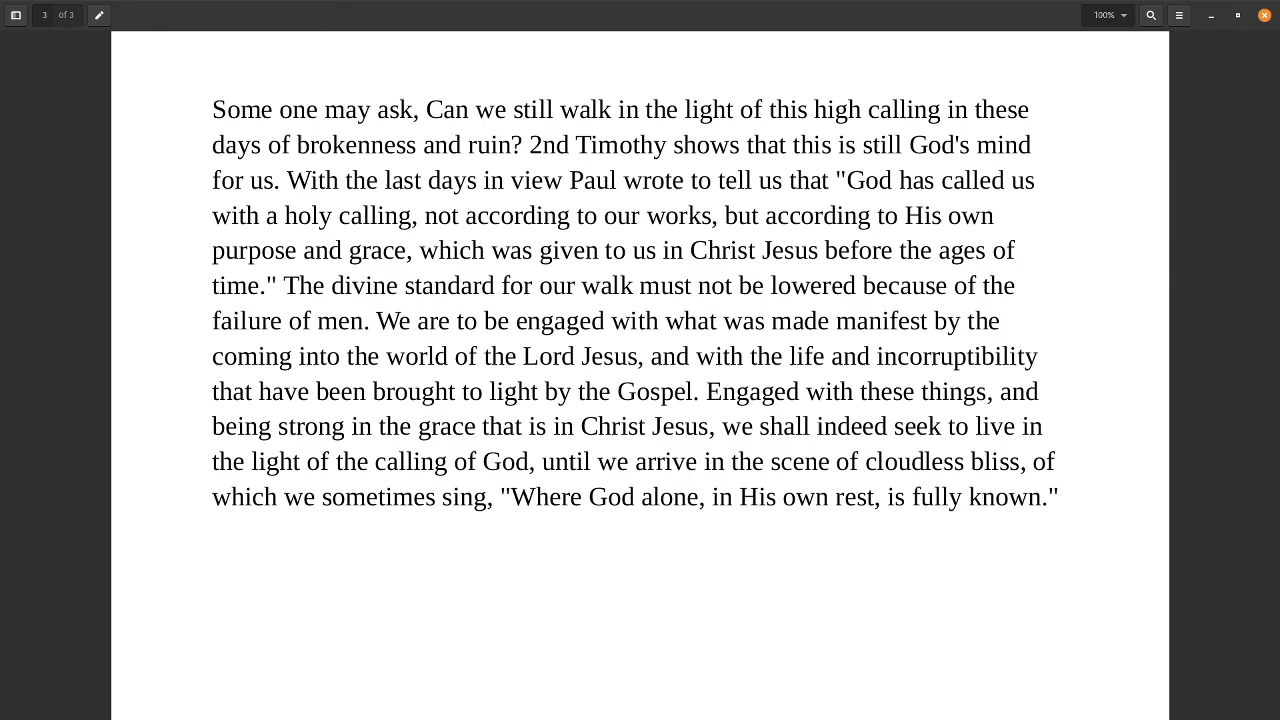 3 of 3
100%
Some one may ask, Can we still walk in the light of this high calling in these
days of brokenness and ruin? 2nd Timothy shows that this is still God's mind
for us. With the last days in view Paul wrote to tell us that "God has called us
with a holy calling, not according to our works, but according to His own
purpose and grace, which was given to us in Christ Jesus before the ages of
time." The divine standard for our walk must not be lowered because of the
failure of men. We are to be engaged with what was made manifest by the
coming into the world of the Lord Jesus, and with the life and incorruptibility
that have been brought to light by the Gospel. Engaged with these things, and
being strong in the grace that is in Christ Jesus, we shall indeed seek to live in
the light of the calling of God, until we arrive in the scene of cloudless bliss, of
which we sometimes sing, "Where God alone, in His own rest, is fully known."